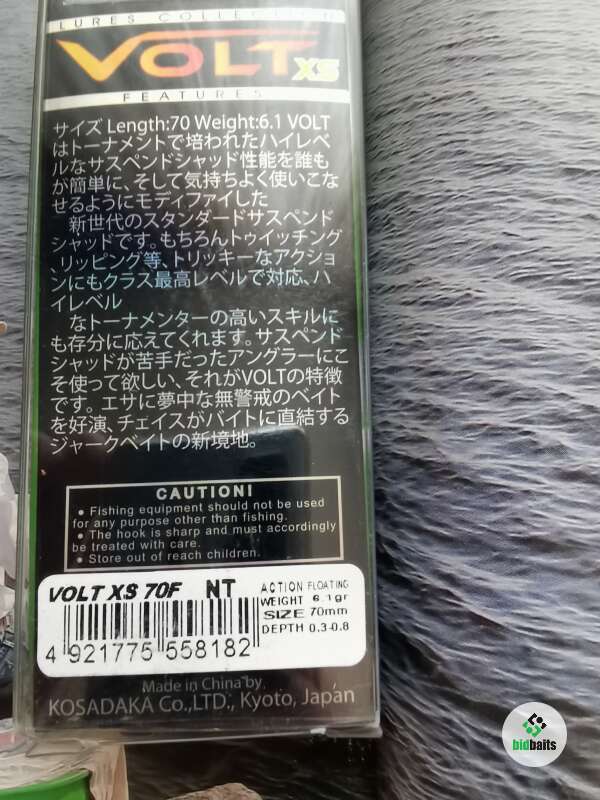 LURES COLLECTION
VOLT XS
FEATURES
サイズ Length:70 Weight:6.1 VOLT
はトーナメントで培われたハイレベ
ルなサスペンドシャッド性能を誰も
が簡単に、そして気持ちよく使いこな
せるようにモディファイした
新世代のスタンダードサスペンド
シャッドです。もちろんトゥイッチング
、リッピング等、トリッキーなアクショ
ンにもクラス最高レベルで対応、ハ
イレベル
なトーナメンターの高いスキルに
も存分に応えてくれます。サスペンド
シャッドが苦手だったアングラーにこ
そ使って欲しい、それがVOLTの特徴
です。エサに夢中な無警戒のベイト
を好演、チェイスがバイトに直結する
ジャークベイトの新境地。
CAUTION!
● Fishing equipment should not be used
for any purpose other than fishing.
● The hook is sharp and must accordingly
be treated with care.
● Store out of reach children.
VOLT XS 70F NT
ACTION FLOATING
WEIGHT 6.1gr
SIZE 70mm
DEPTH 0.3-0.8
4 921775 558182
Made in China by
KOSADAKA Co.,LTD., Kyoto, Japan
bidbaits